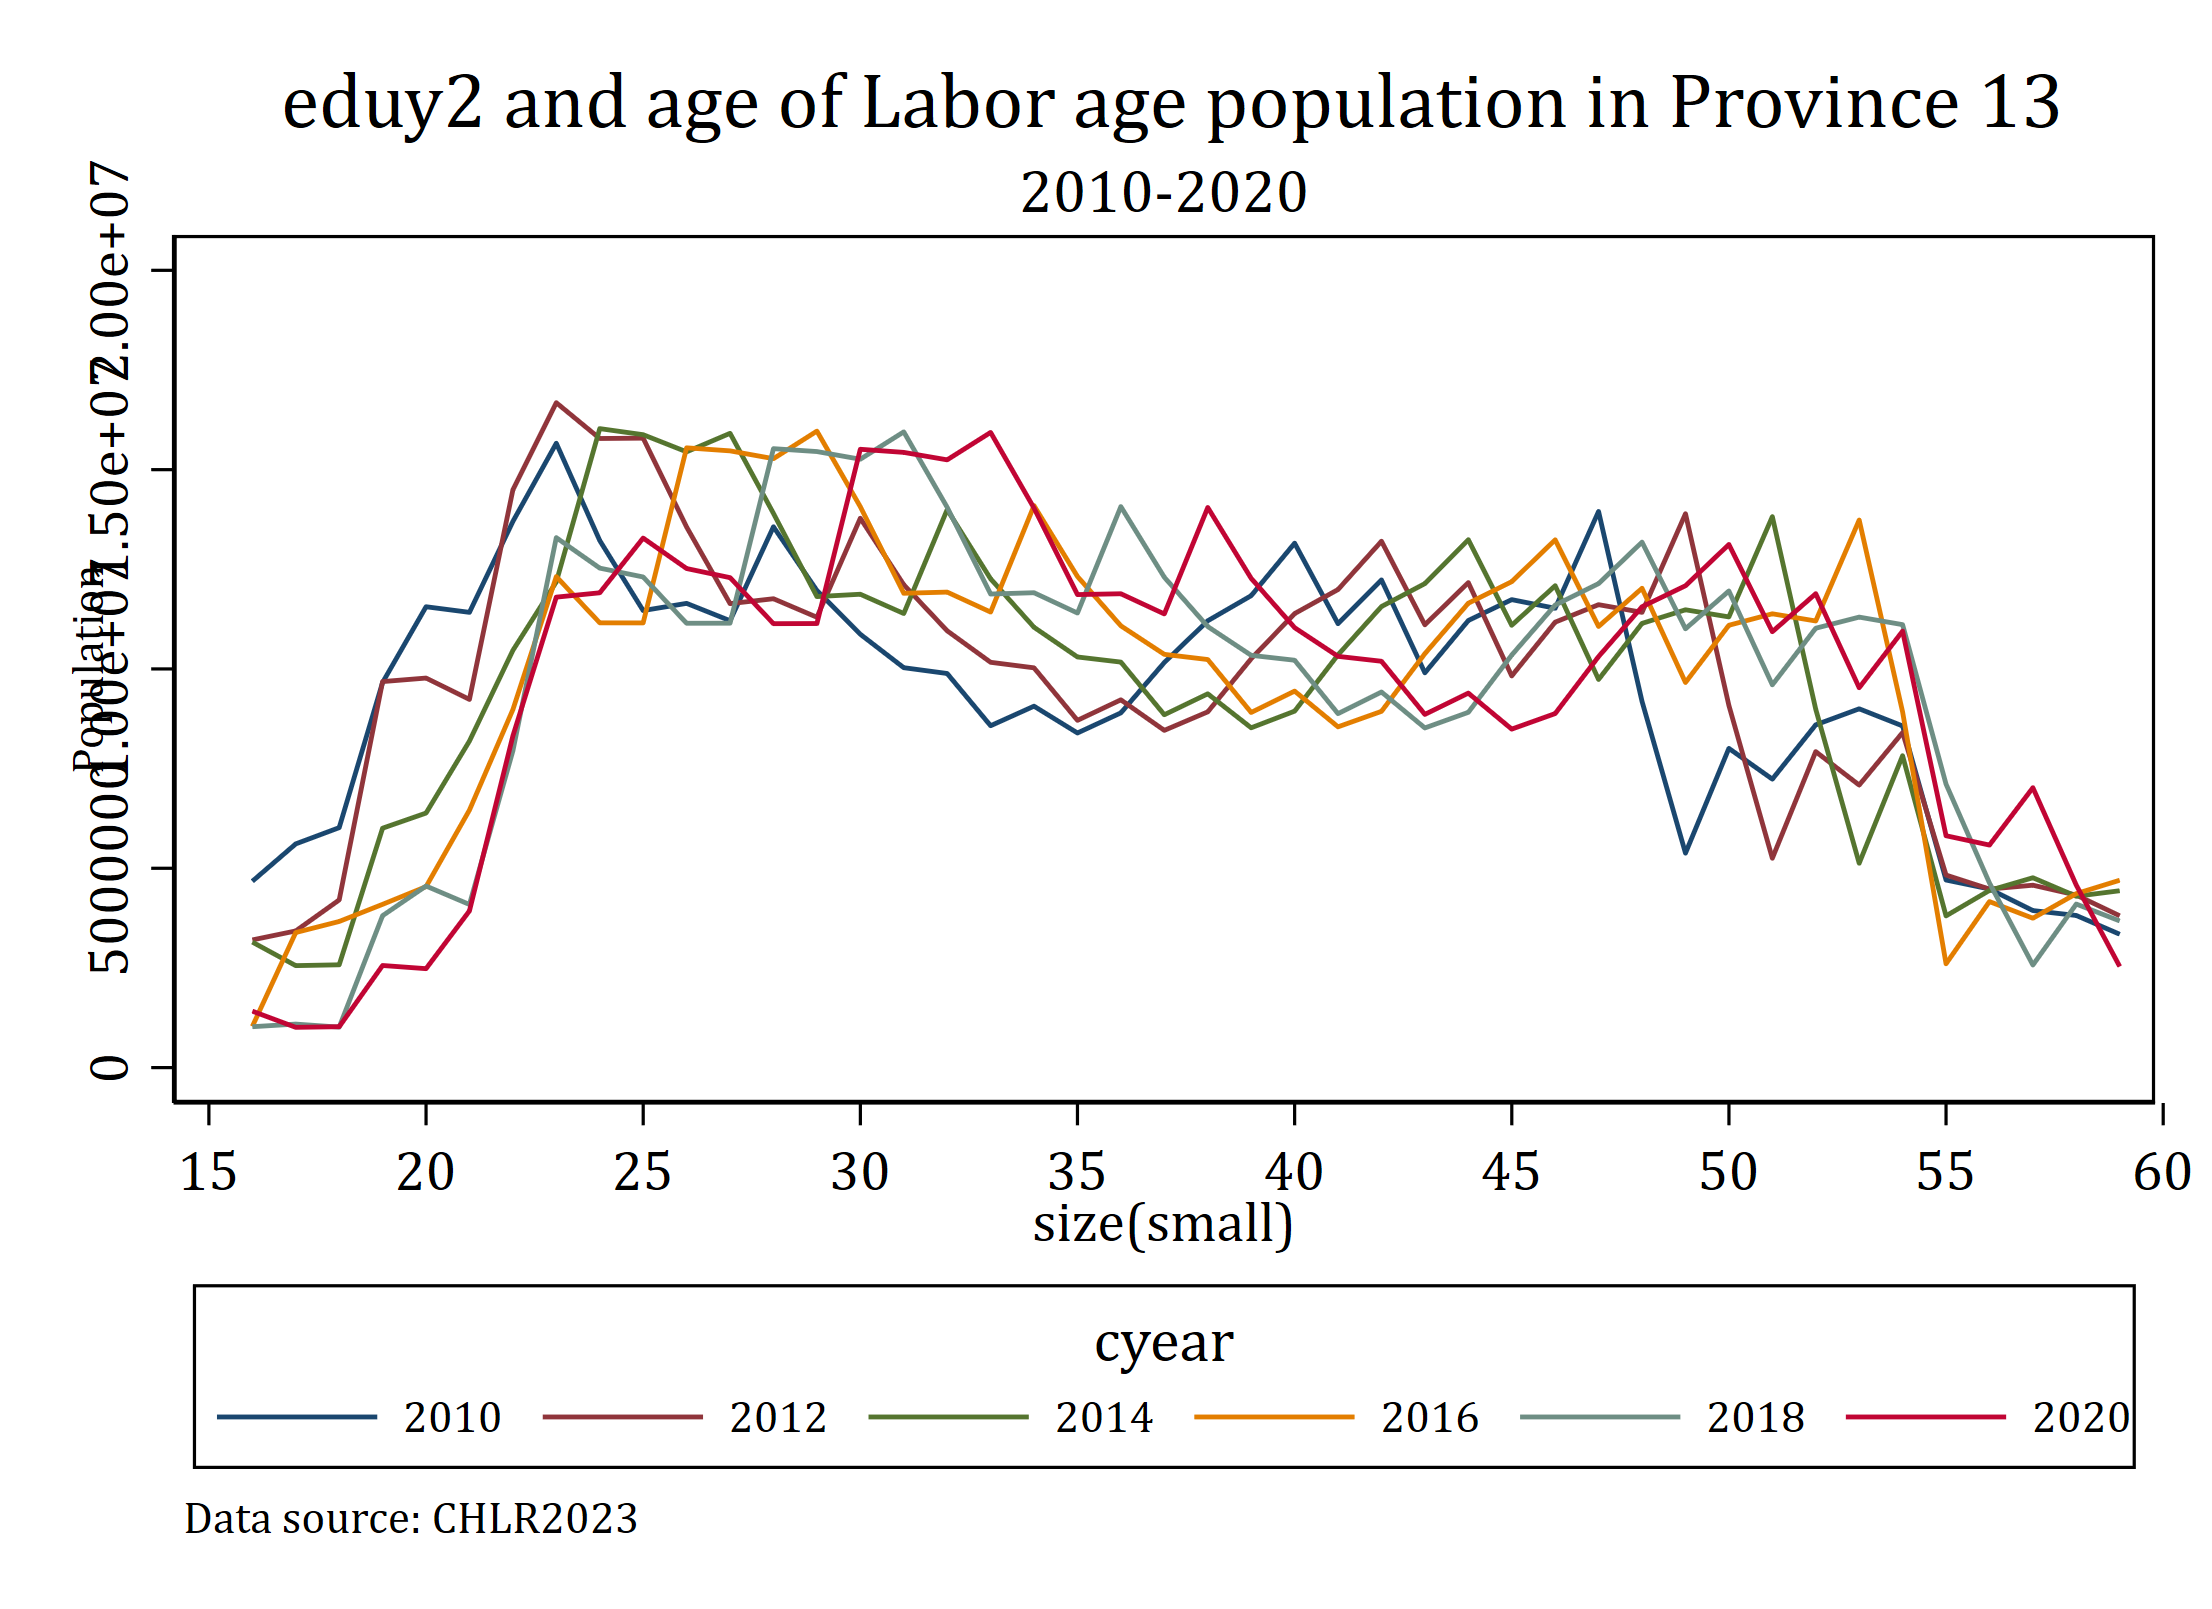 eduy2 and age of Labor age population in Province 13
2010-2020
Population
2.00e+07
1.50e+07
1.00e+07
5000000
0
15 20 25 30 35 40 45 50 55 60
size(small)
cyear
2010 2012 2014 2016 2018 2020
Data source: CHLR2023